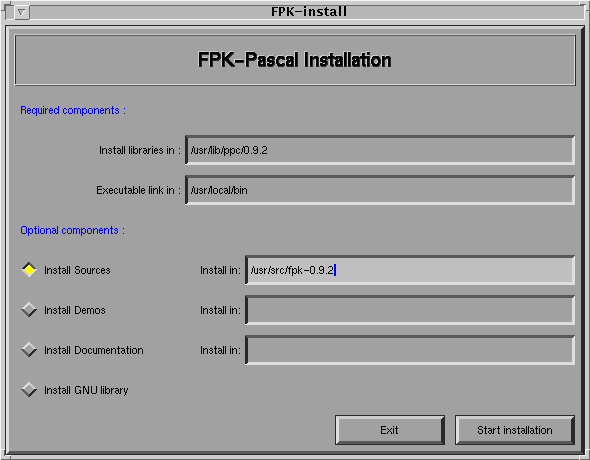 FPK-install
FPK-Pascal Installation
Required components :
Install libraries in : /usr/lib/ppc/0.9.2
Executable link in : /usr/local/bin
Optional components :
Install Sources Install in: /usr/src/fpk-0.9.2
Install Demos Install in:
Install Documentation Install in:
Install GNU library
Exit Start installation